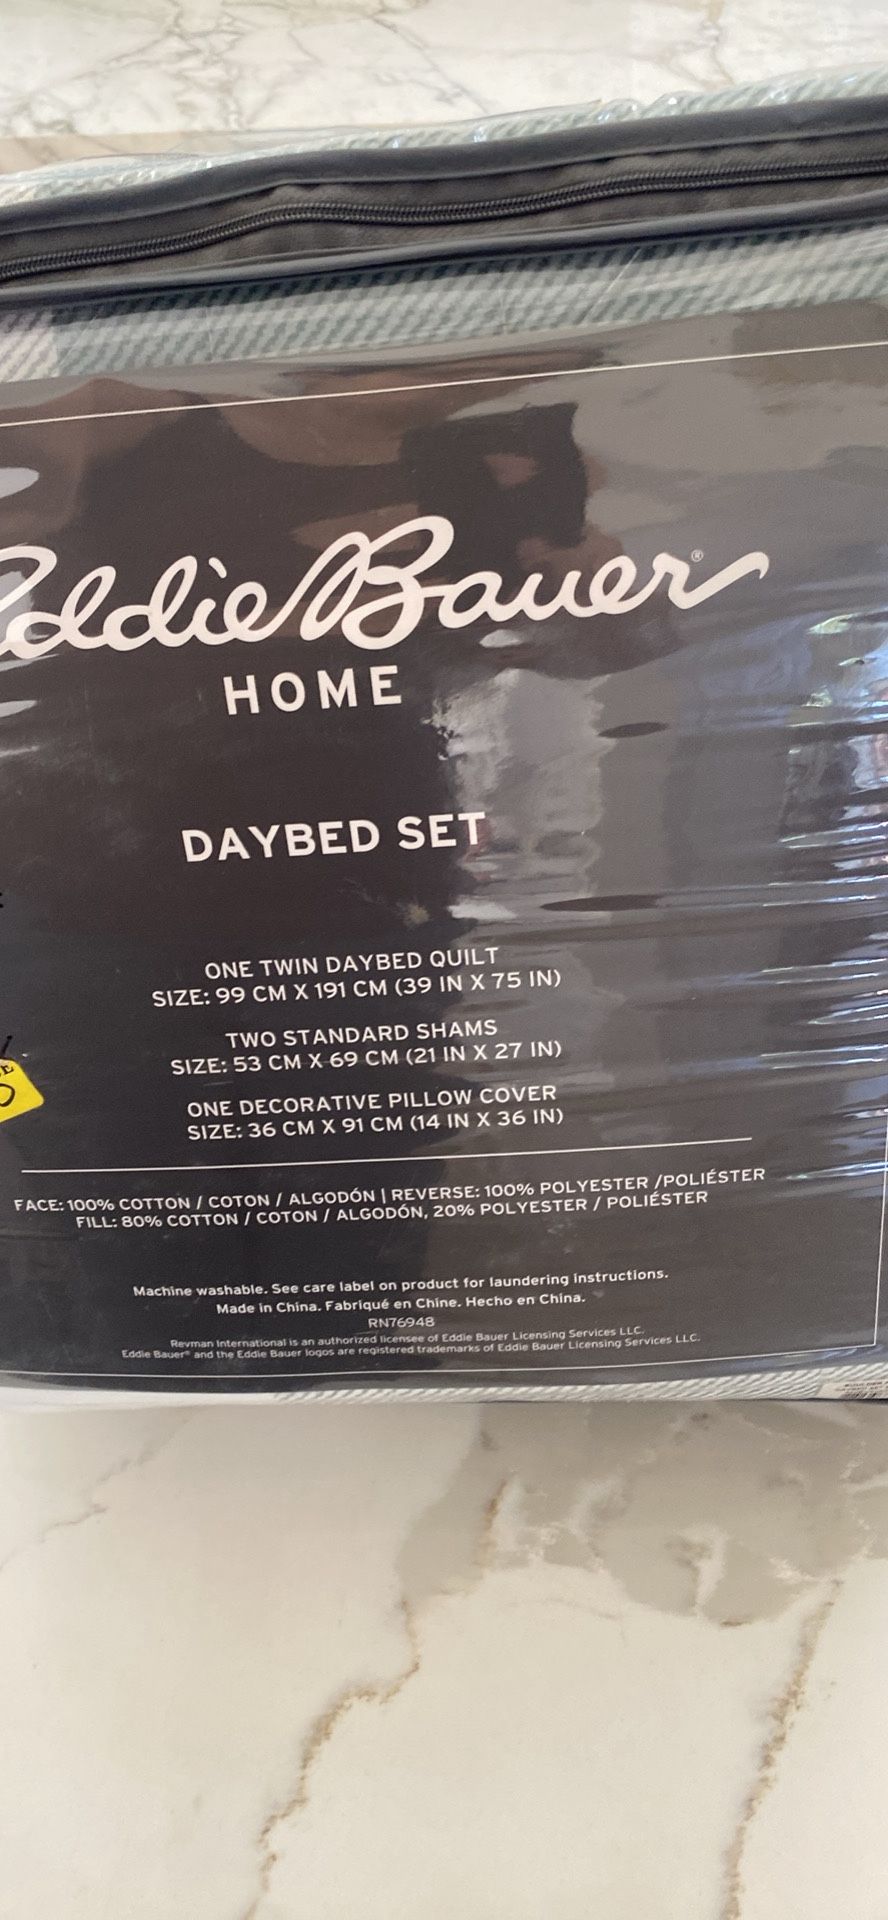 Eddie Bauer®
HOME
DAYBED SET
ONE TWIN DAYBED QUILT
SIZE: 99 CM X 191 CM (39 IN X 75 IN)
TWO STANDARD SHAMS
SIZE: 53 CM X 69 CM (21 IN X 27 IN)
ONE DECORATIVE PILLOW COVER
SIZE: 36 CM X 91 CM (14 IN X 36 IN)
FACE: 100% COTTON / COTON / ALGODÓN | REVERSE: 100% POLYESTER /POLIÉSTER
FILL: 80% COTTON / COTON / ALGODÓN, 20% POLYESTER / POLIÉSTER
Machine washable. See care label on product for laundering instructions.
Made in China. Fabriqué en Chine. Hecho en China.
RN76948
Revman International is an authorized licensee of Eddie Bauer Licensing Services LLC.
Eddie Bauer® and the Eddie Bauer logos are registered trademarks of Eddie Bauer Licensing Services LLC.